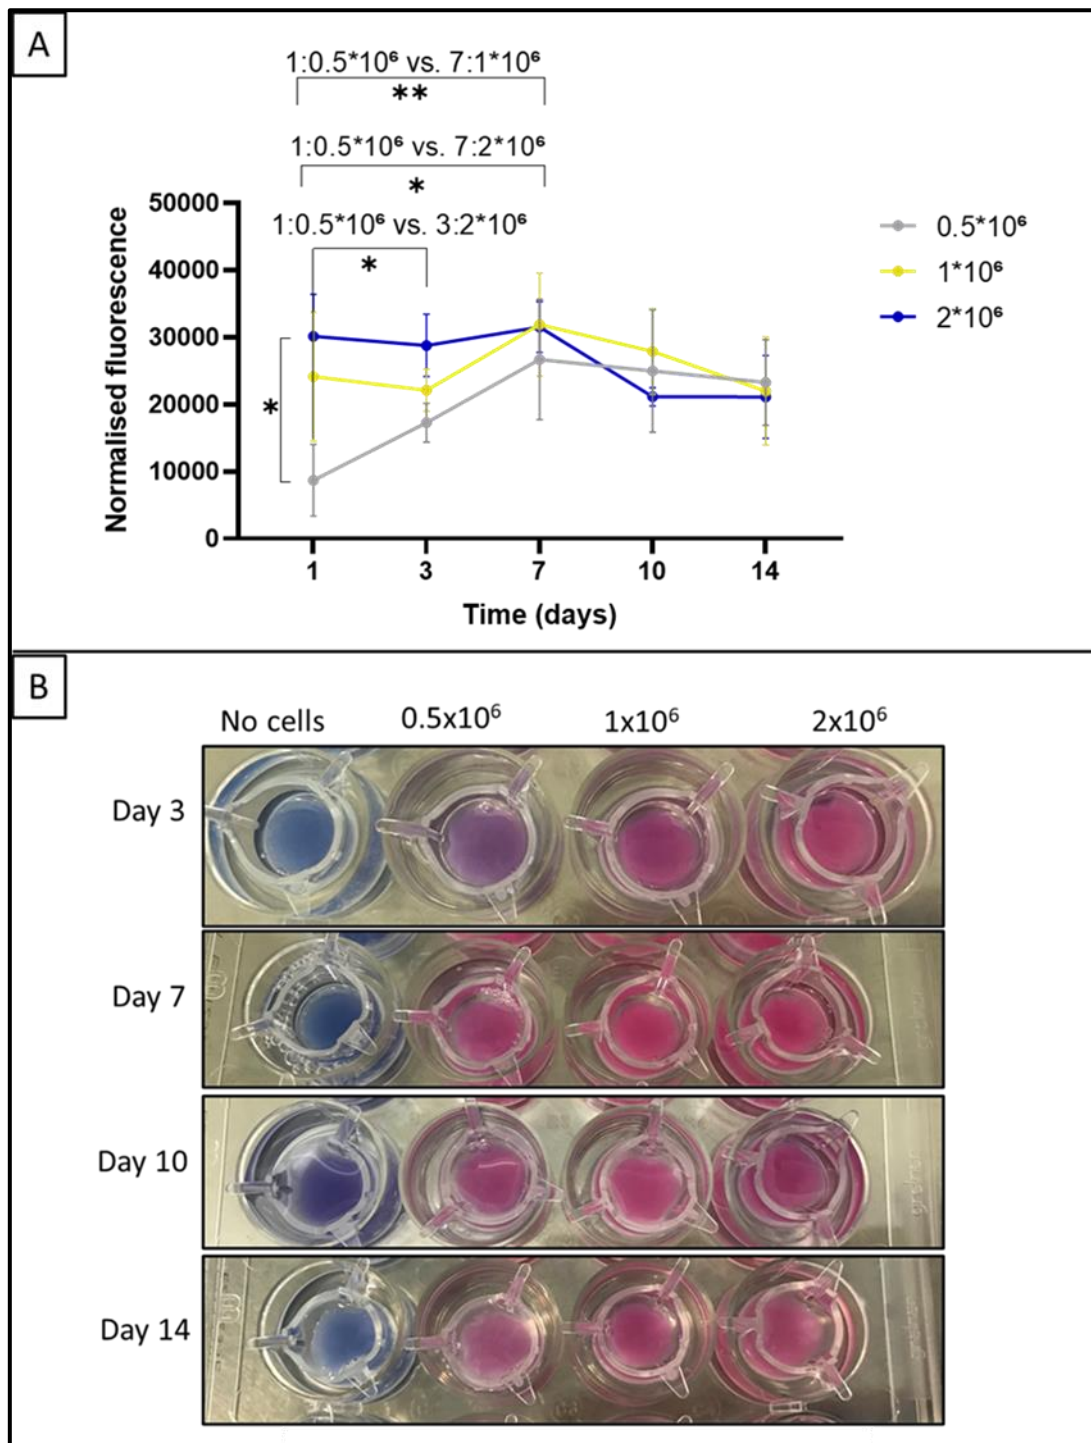 A
1:0.5*10⁶ vs. 7:1*10⁶
**
1:0.5*10⁶ vs. 7:2*10⁶
*
1:0.5*10⁶ vs. 3:2*10⁶
*
*
Normalised fluorescence
50000
40000
30000
20000
10000
0
1 3 7 10 14
Time (days)
0.5*10⁶
1*10⁶
2*10⁶
B
No cells 0.5x10⁶ 1x10⁶ 2x10⁶
Day 3
Day 7
Day 10
Day 14